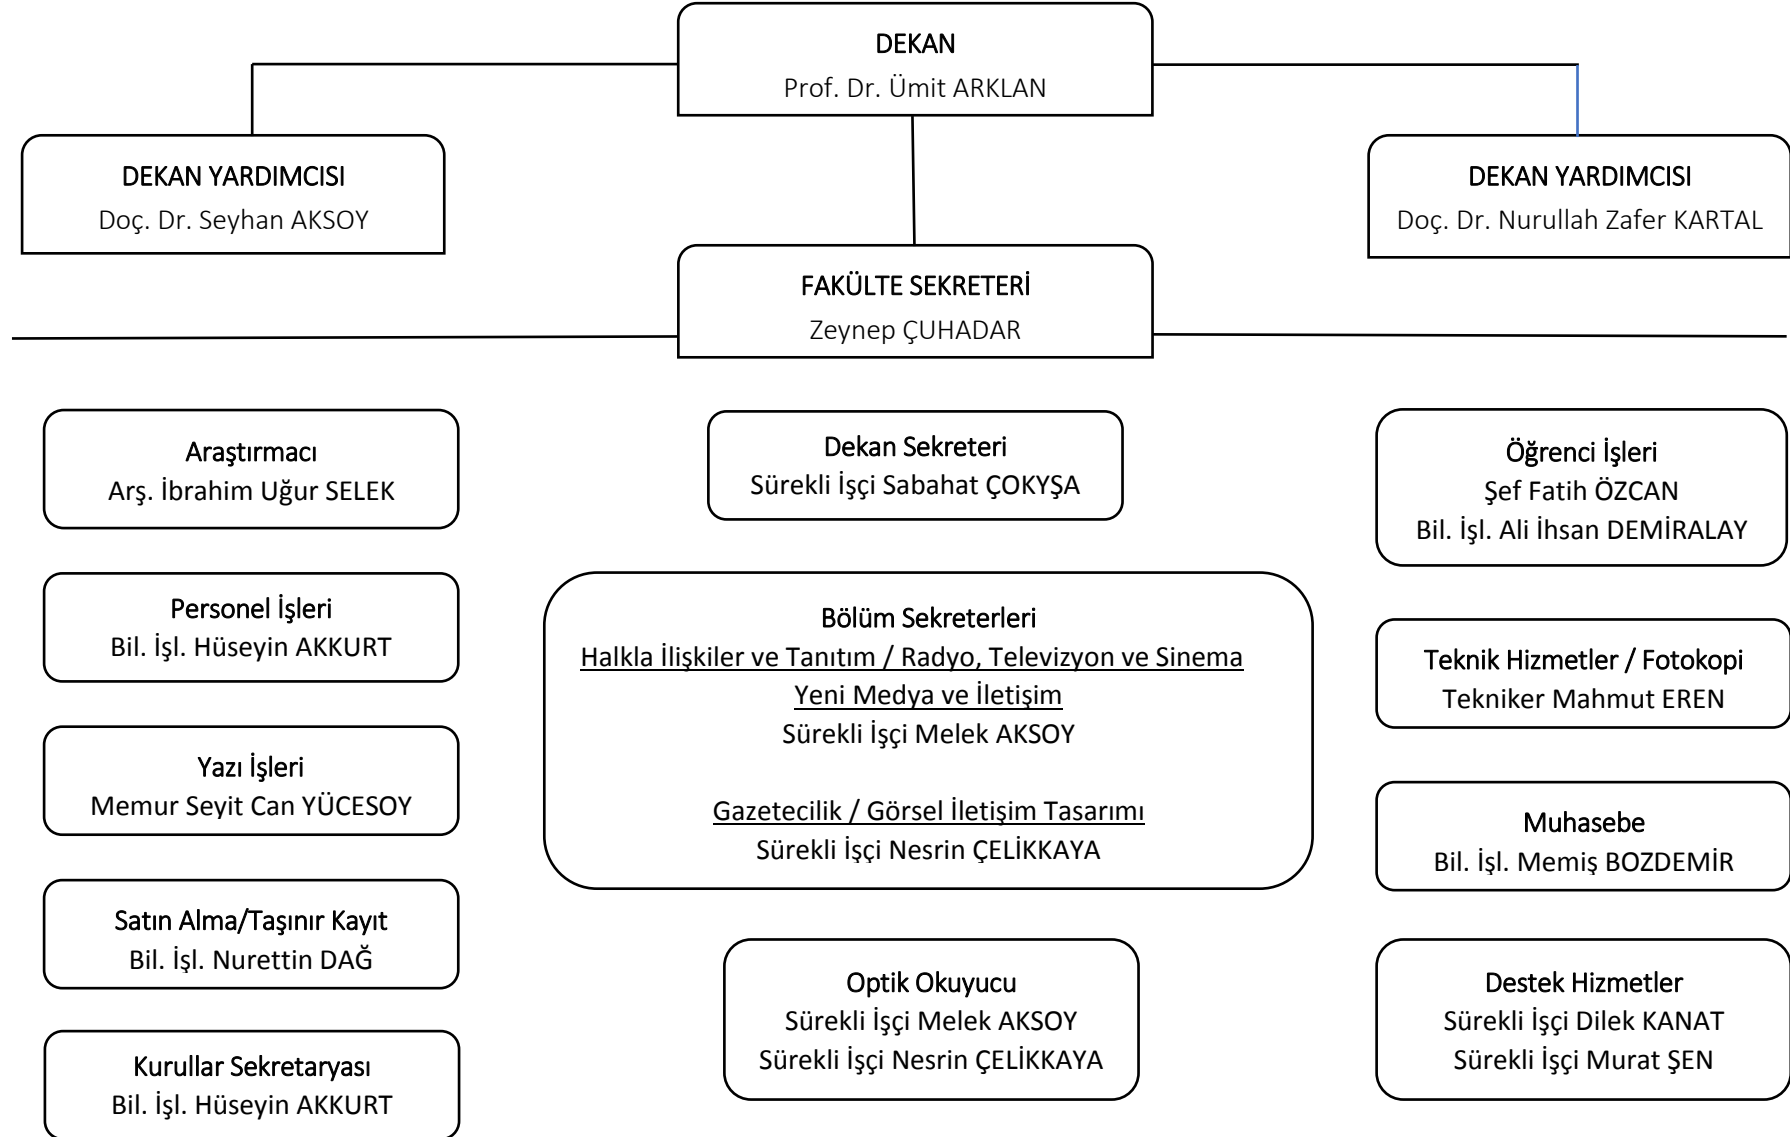 DEKAN
Prof. Dr. Ümit ARKLAN
DEKAN YARDIMCISI
Doç. Dr. Seyhan AKSOY
DEKAN YARDIMCISI
Doç. Dr. Nurullah Zafer KARTAL
FAKÜLTE SEKRETERİ
Zeynep ÇUHADAR
Araştırmacı
Arş. İbrahim Uğur SELEK
Personel İşleri
Bil. İşl. Hüseyin AKKURT
Yazı İşleri
Memur Seyit Can YÜCESOY
Satın Alma/Taşınır Kayıt
Bil. İşl. Nurettin DAĞ
Kurullar Sekretaryası
Bil. İşl. Hüseyin AKKURT
Dekan Sekreteri
Sürekli İşçi Sabahat ÇOKYŞA
Bölüm Sekreterleri
Halkla İlişkiler ve Tanıtım / Radyo, Televizyon ve Sinema
Yeni Medya ve İletişim
Sürekli İşçi Melek AKSOY
Gazetecilik / Görsel İletişim Tasarımı
Sürekli İşçi Nesrin ÇELİKKAYA
Optik Okuyucu
Sürekli İşçi Melek AKSOY
Sürekli İşçi Nesrin ÇELİKKAYA
Öğrenci İşleri
Şef Fatih ÖZCAN
Bil. İşl. Ali İhsan DEMİRALAY
Teknik Hizmetler / Fotokopi
Tekniker Mahmut EREN
Muhasebe
Bil. İşl. Memiş BOZDEMİR
Destek Hizmetler
Sürekli İşçi Dilek KANAT
Sürekli İşçi Murat ŞEN